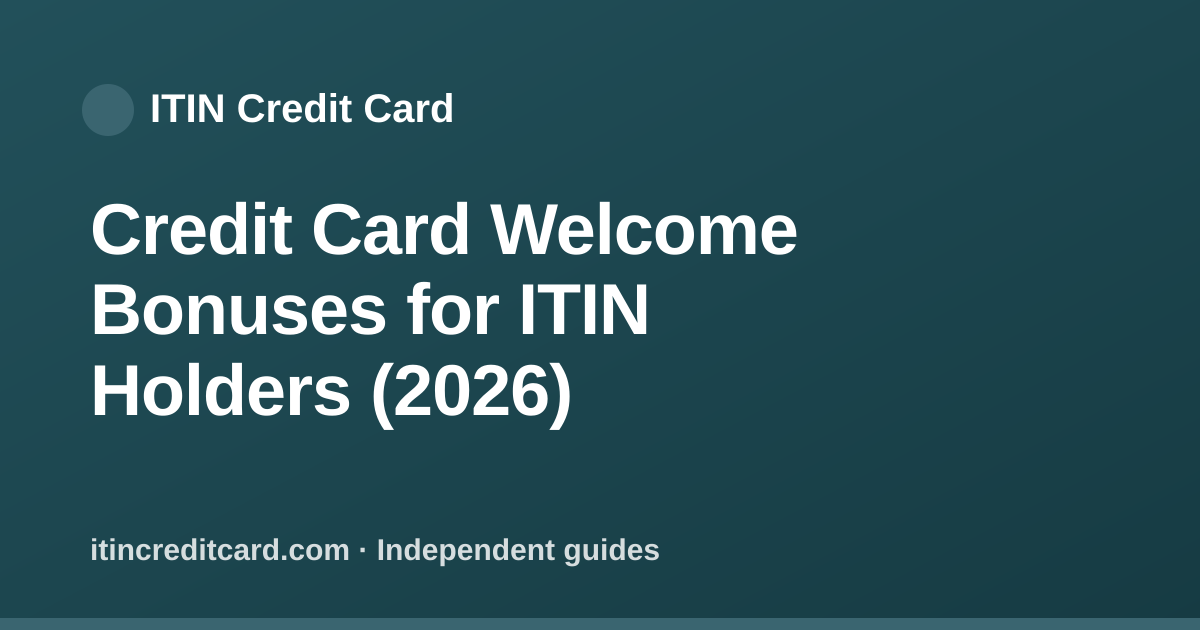 ITIN Credit Card
Credit Card Welcome
Bonuses for ITIN
Holders (2026)
itincreditcard.com · Independent guides